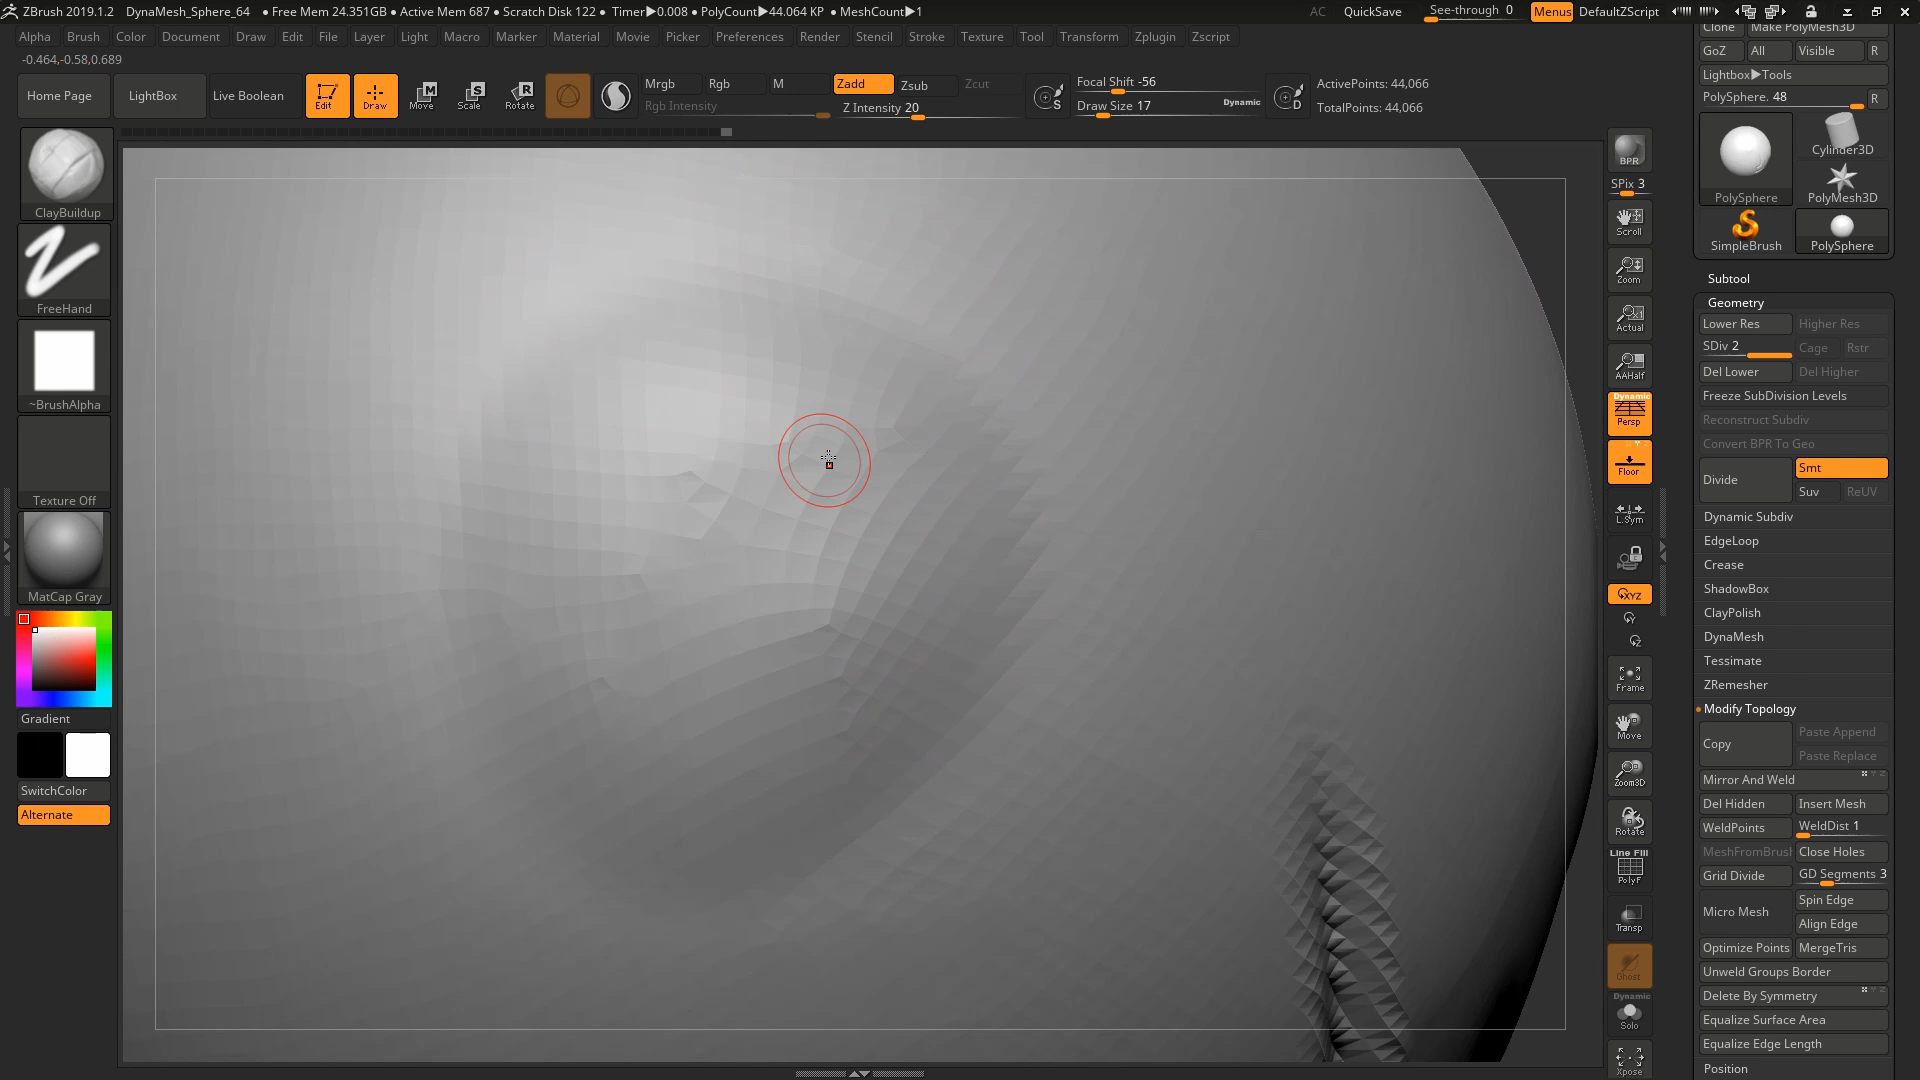 ZBrush 2019.1.2 DynaMesh_Sphere_64 ● Free Mem 24.351GB ● Active Mem 687 ● Scratch Disk 122 ● Timer▶0.008 ● PolyCount▶44.064 KP ● MeshCount▶1 AC QuickSave See-through 0 Menus DefaultZScript
Alpha Brush Color Document Draw Edit File Layer Light Macro Marker Material Movie Picker Preferences Render Stencil Stroke Texture Tool Transform Zplugin Zscript
-0.464,-0.58,0.689
Home Page LightBox Live Boolean Edit Draw Move Scale Rotate
Mrgb Rgb M Zadd Zsub Zcut
Rgb Intensity Z Intensity 20
Focal Shift -56
Draw Size 17 Dynamic
ActivePoints: 44,066
TotalPoints: 44,066
ClayBuildup
FreeHand
~BrushAlpha
Texture Off
MatCap Gray
Gradient
SwitchColor
Alternate
BPR
SPix 3
Scroll
Zoom
Actual
AAHalf
Dynamic
Persp
Floor
L.Sym
XYZ
Y
Z
Frame
Move
Zoom3D
Rotate
Line Fill
PolyF
Transp
Ghost
Dynamic
Solo
Xpose
Clone Make PolyMesh3D
GoZ All Visible R
Lightbox▶Tools
PolySphere. 48 R
PolySphere Cylinder3D
PolyMesh3D
SimpleBrush PolySphere
Subtool
Geometry
Lower Res Higher Res
SDiv 2 Cage Rstr
Del Lower Del Higher
Freeze SubDivision Levels
Reconstruct Subdiv
Convert BPR To Geo
Divide Smt
Suv ReUV
Dynamic Subdiv
EdgeLoop
Crease
ShadowBox
ClayPolish
DynaMesh
Tessimate
ZRemesher
Modify Topology
Copy Paste Append
Paste Replace
Mirror And Weld
Del Hidden Insert Mesh
WeldPoints WeldDist 1
MeshFromBrush Close Holes
Grid Divide GD Segments 3
Micro Mesh Spin Edge
Align Edge
Optimize Points MergeTris
Unweld Groups Border
Delete By Symmetry
Equalize Surface Area
Equalize Edge Length
Position